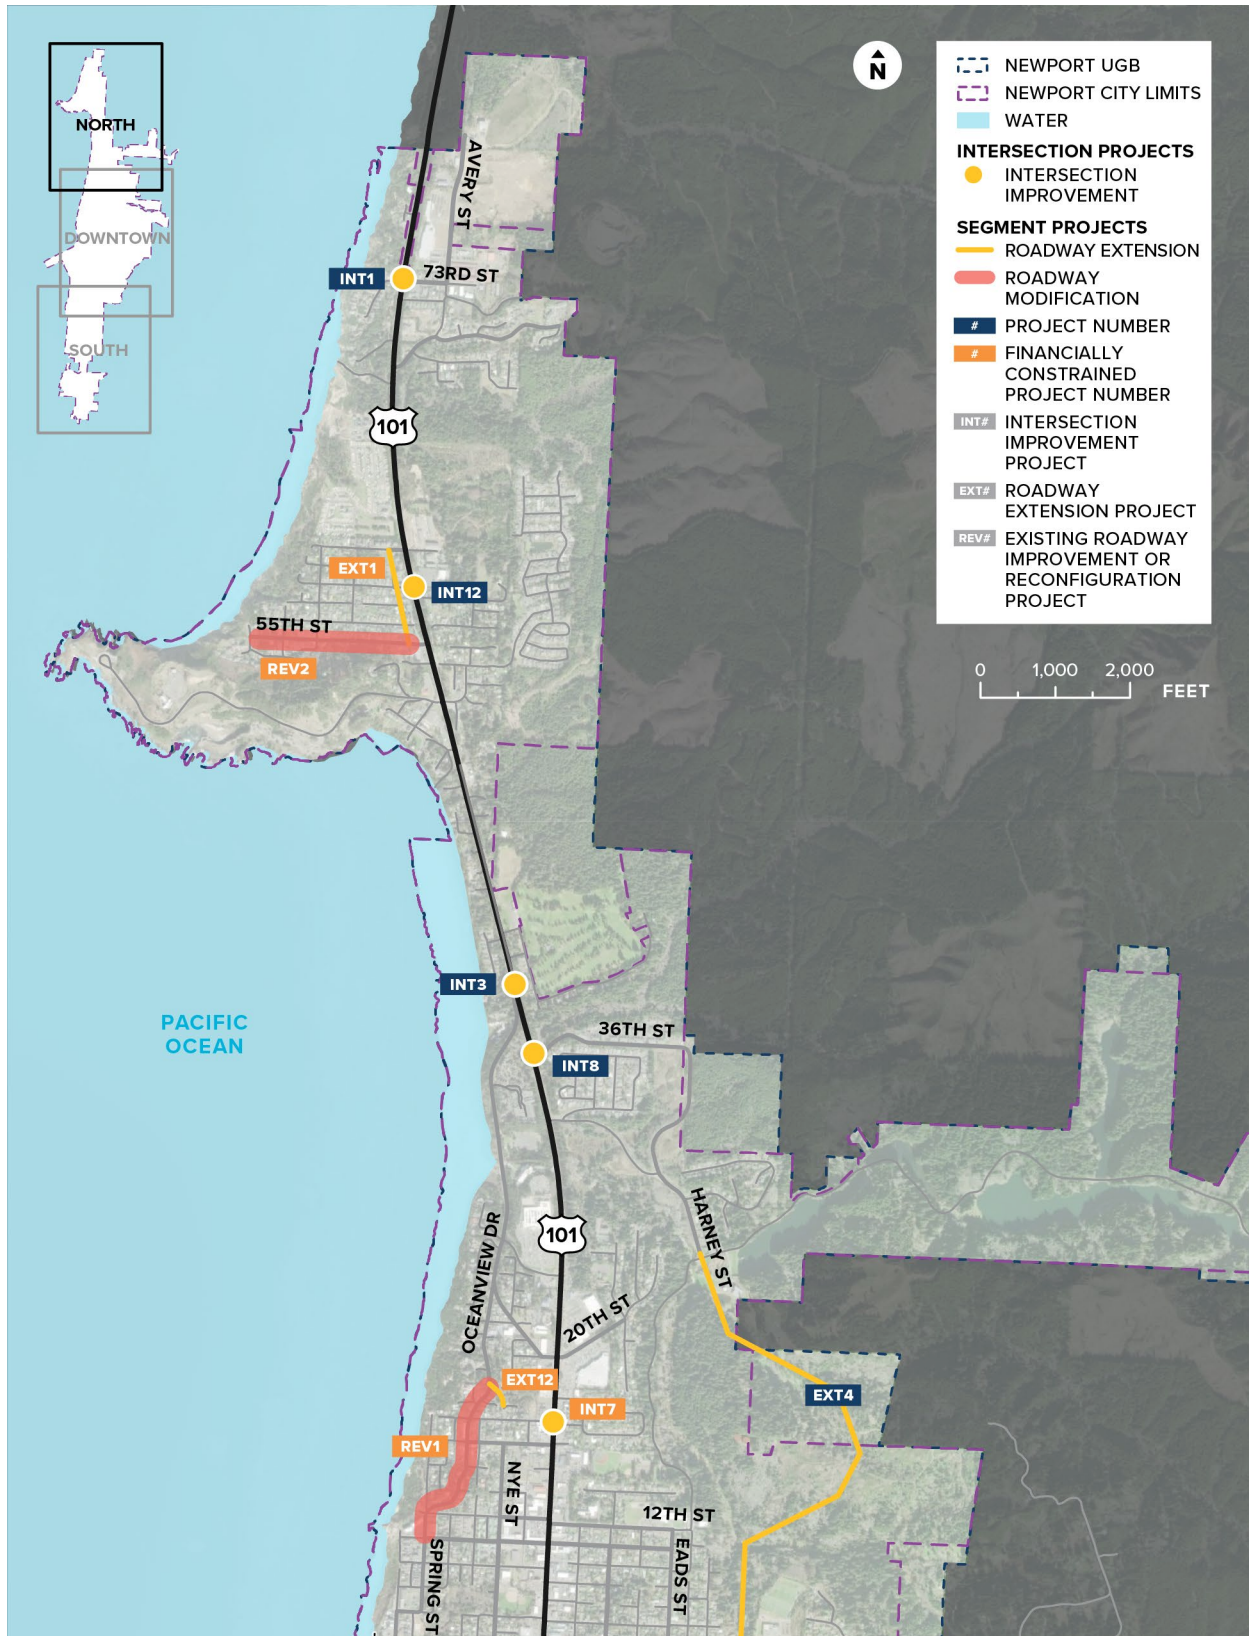 NORTH
DOWNTOWN
SOUTH
N
NEWPORT UGB
NEWPORT CITY LIMITS
WATER
INTERSECTION PROJECTS
INTERSECTION
IMPROVEMENT
SEGMENT PROJECTS
ROADWAY EXTENSION
ROADWAY
MODIFICATION
# PROJECT NUMBER
# FINANCIALLY
CONSTRAINED
PROJECT NUMBER
INT# INTERSECTION
IMPROVEMENT
PROJECT
EXT# ROADWAY
EXTENSION PROJECT
REV# EXISTING ROADWAY
IMPROVEMENT OR
RECONFIGURATION
PROJECT
0 1,000 2,000
FEET
AVERY ST
INT1
73RD ST
101
EXT1
INT12
55TH ST
REV2
INT3
PACIFIC
OCEAN
36TH ST
INT8
HARNEY ST
OCEANVIEW DR
101
20TH ST
EXT12
EXT4
INT7
REV1
NYE ST
12TH ST
SPRING ST
EADS ST